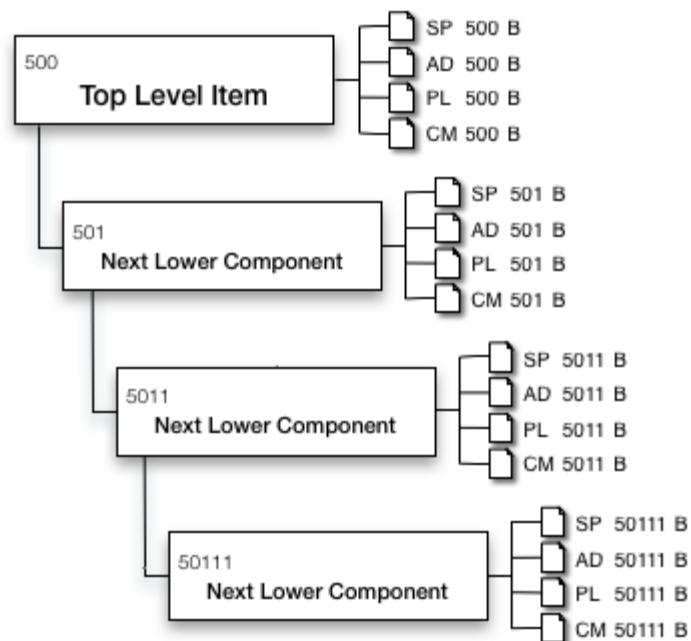 500
Top Level Item
SP 500 B
AD 500 B
PL 500 B
CM 500 B
501
Next Lower Component
SP 501 B
AD 501 B
PL 501 B
CM 501 B
5011
Next Lower Component
SP 5011 B
AD 5011 B
PL 5011 B
CM 5011 B
50111
Next Lower Component
SP 50111 B
AD 50111 B
PL 50111 B
CM 50111 B